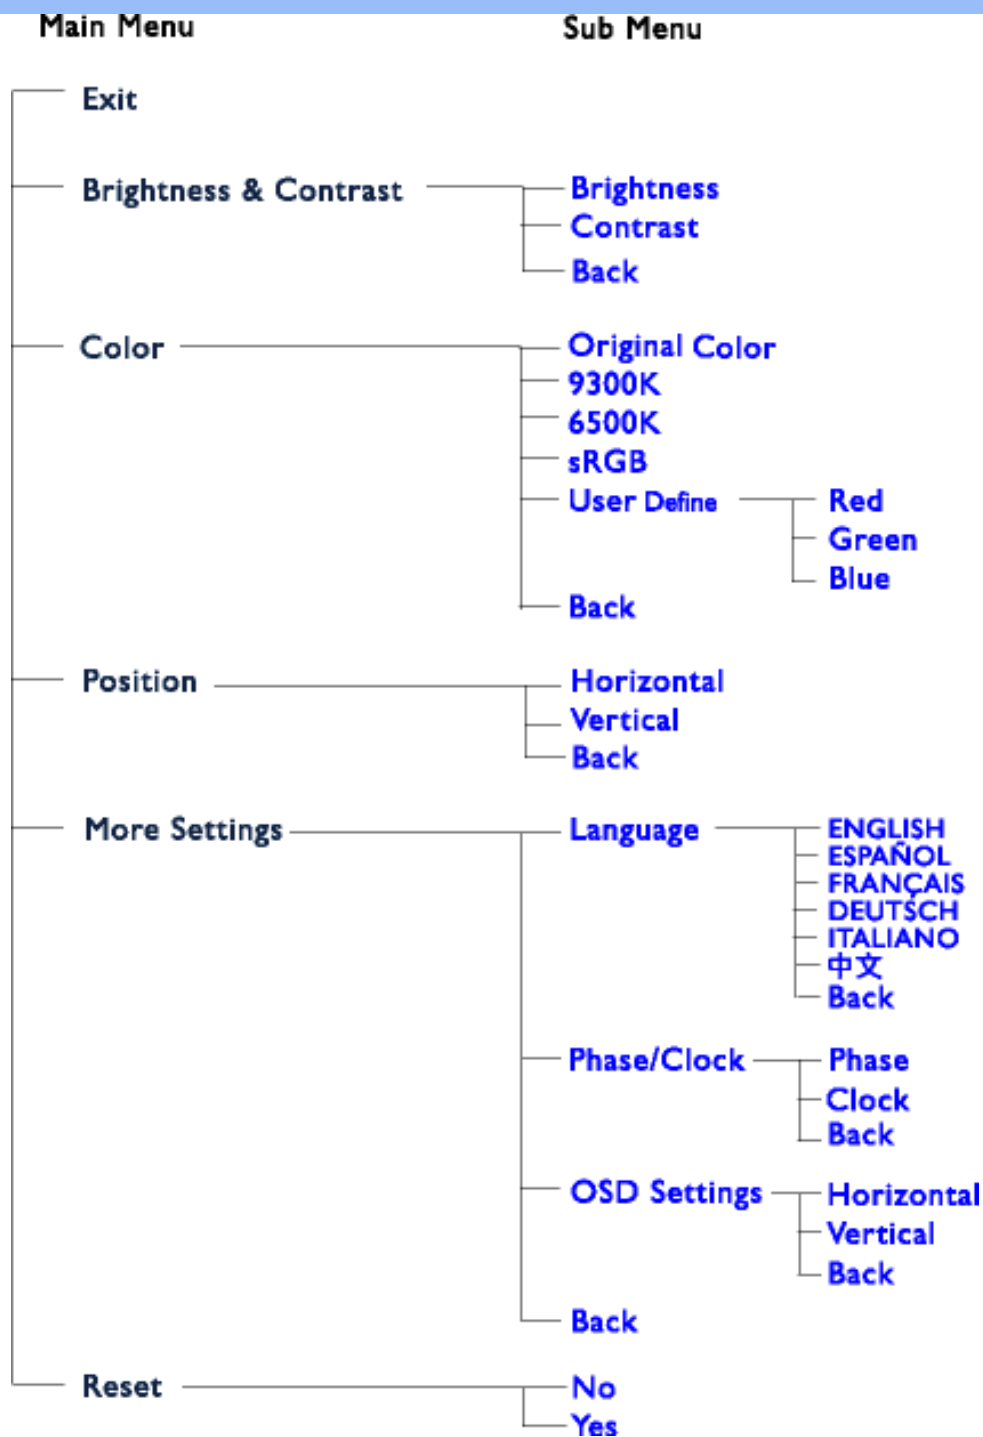 Main Menu Sub Menu
Exit
Brightness & Contrast Brightness
Contrast
Back
Color Original Color
9300K
6500K
sRGB
User Define Red
Green
Blue
Back
Position Horizontal
Vertical
Back
More Settings Language ENGLISH
ESPAÑOL
FRANÇAIS
DEUTSCH
ITALIANO
中文
Back
Phase/Clock Phase
Clock
Back
OSD Settings Horizontal
Vertical
Back
Back
Reset No
Yes